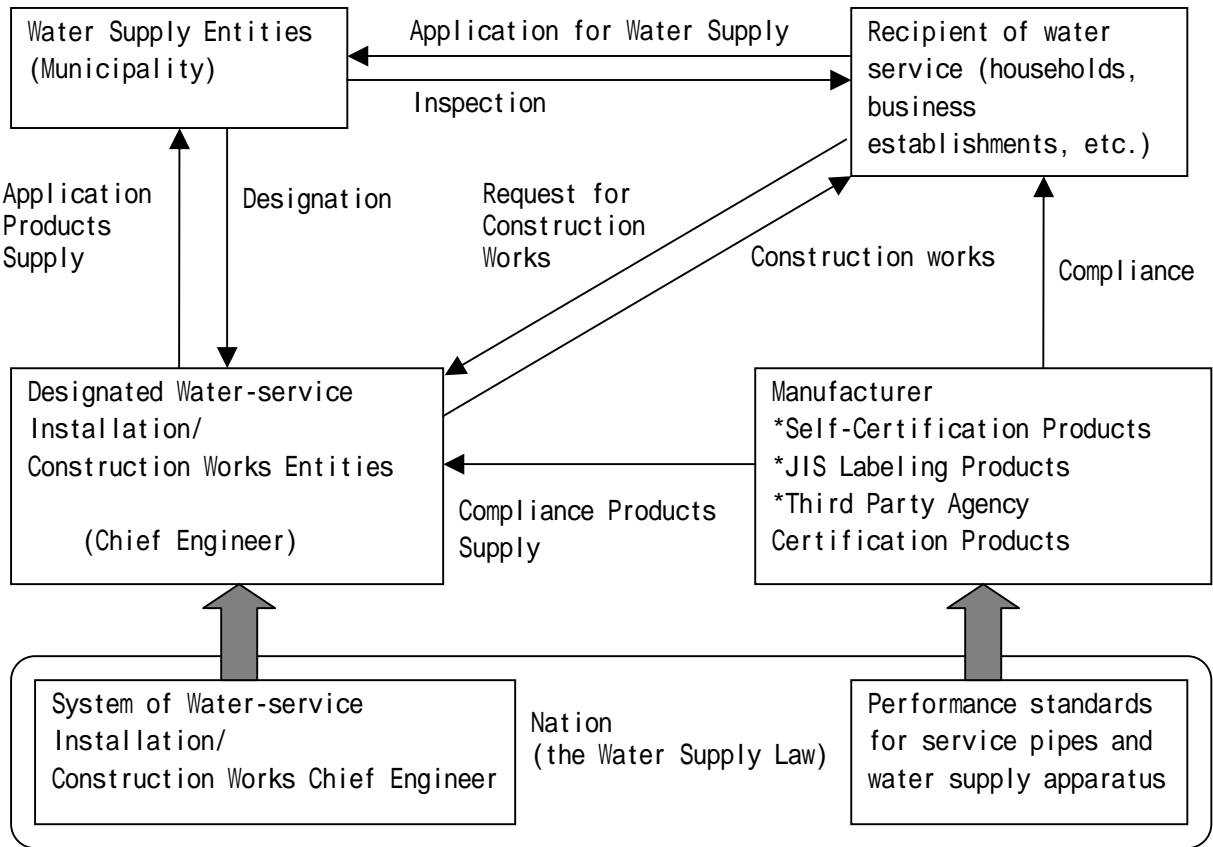 Water Supply Entities
(Municipality)
Application for Water Supply
Inspection
Recipient of water
service (households,
business
establishments, etc.)
Application
Products
Supply
Designation
Request for
Construction
Works
Construction works
Compliance
Designated Water-service
Installation/
Construction Works Entities
(Chief Engineer)
Compliance Products
Supply
Manufacturer
*Self-Certification Products
*JIS Labeling Products
*Third Party Agency
Certification Products
System of Water-service
Installation/
Construction Works Chief Engineer
Nation
(the Water Supply Law)
Performance standards
for service pipes and
water supply apparatus